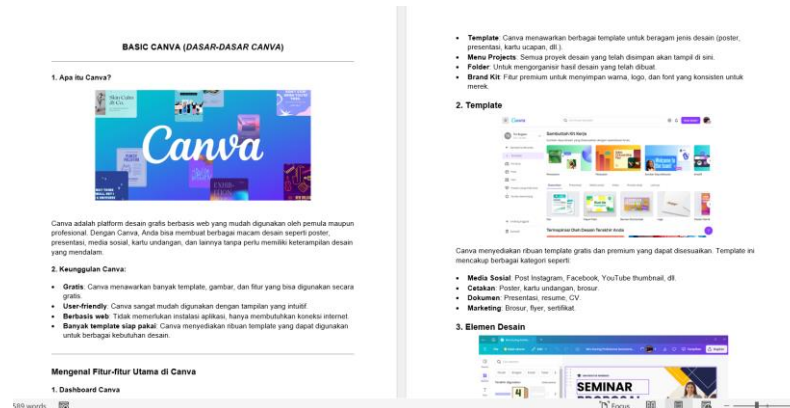 BASIC CANVA (DASAR-DASAR CANVA)
1. Apa itu Canva?
Canva
Canva adalah platform desain grafis berbasis web yang mudah digunakan oleh pemula maupun
profesional. Dengan Canva, Anda bisa membuat berbagai macam desain seperti poster,
presentasi, media sosial, kartu undangan, dan lainnya tanpa perlu memiliki keterampilan desain
yang mendalam.
2. Keunggulan Canva:
• Gratis: Canva menawarkan banyak template, gambar, dan fitur yang bisa digunakan secara
gratis.
• User-friendly: Canva sangat mudah digunakan dengan tampilan yang intuitif.
• Berbasis web: Tidak memerlukan instalasi aplikasi, hanya membutuhkan koneksi internet.
• Banyak template siap pakai: Canva menyediakan ribuan template yang dapat digunakan
untuk berbagai kebutuhan desain.
Mengenal Fitur-fitur Utama di Canva
1. Dashboard Canva
• Template: Canva menawarkan berbagai template untuk beragam jenis desain (poster,
presentasi, kartu ucapan, dll.).
• Menu Projects: Semua proyek desain yang telah disimpan akan tampil di sini.
• Folder: Untuk mengorganisir hasil desain yang telah dibuat.
• Brand Kit: Fitur premium untuk menyimpan warna, logo, dan font yang konsisten untuk
merek.
2. Template
Canva
Canva menyediakan ribuan template gratis dan premium yang dapat disesuaikan. Template ini
mencakup berbagai kategori seperti:
• Media Sosial: Post Instagram, Facebook, YouTube thumbnail, dll.
• Cetakan: Poster, kartu undangan, brosur.
• Dokumen: Presentasi, resume, CV.
• Marketing: Brosur, flyer, sertifikat.
3. Elemen Desain
SEMINAR
589 words
Focus